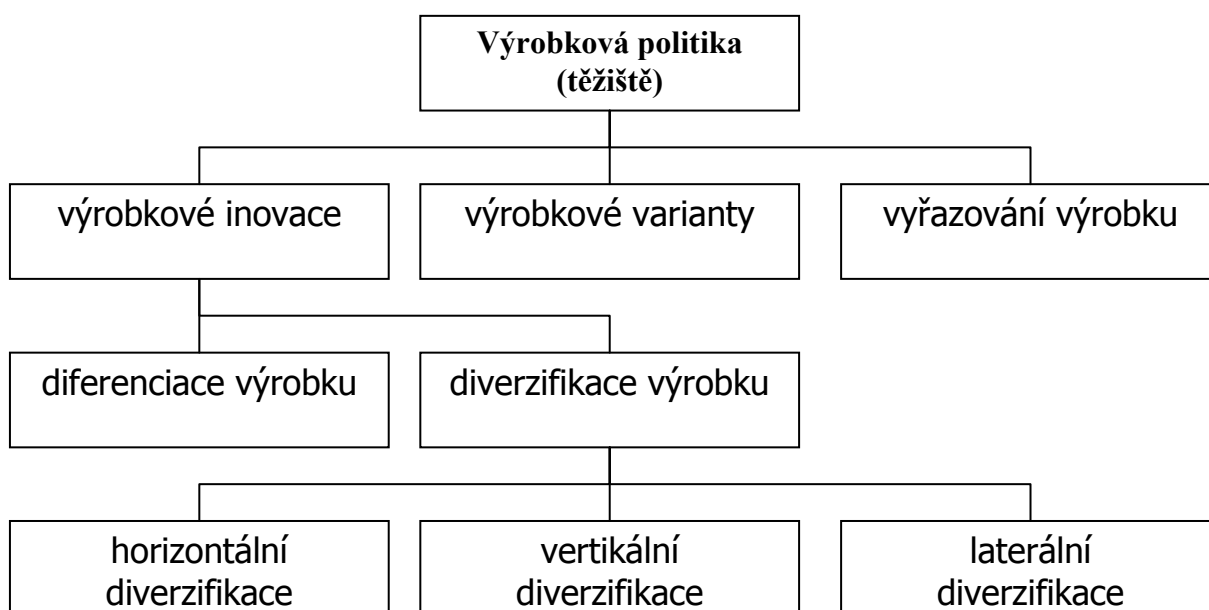 Výrobková politika
(těžiště)
výrobkové inovace
výrobkové varianty
vyřazování výrobku
diferenciace výrobku
diverzifikace výrobku
horizontální
diverzifikace
vertikální
diverzifikace
laterální
diverzifikace